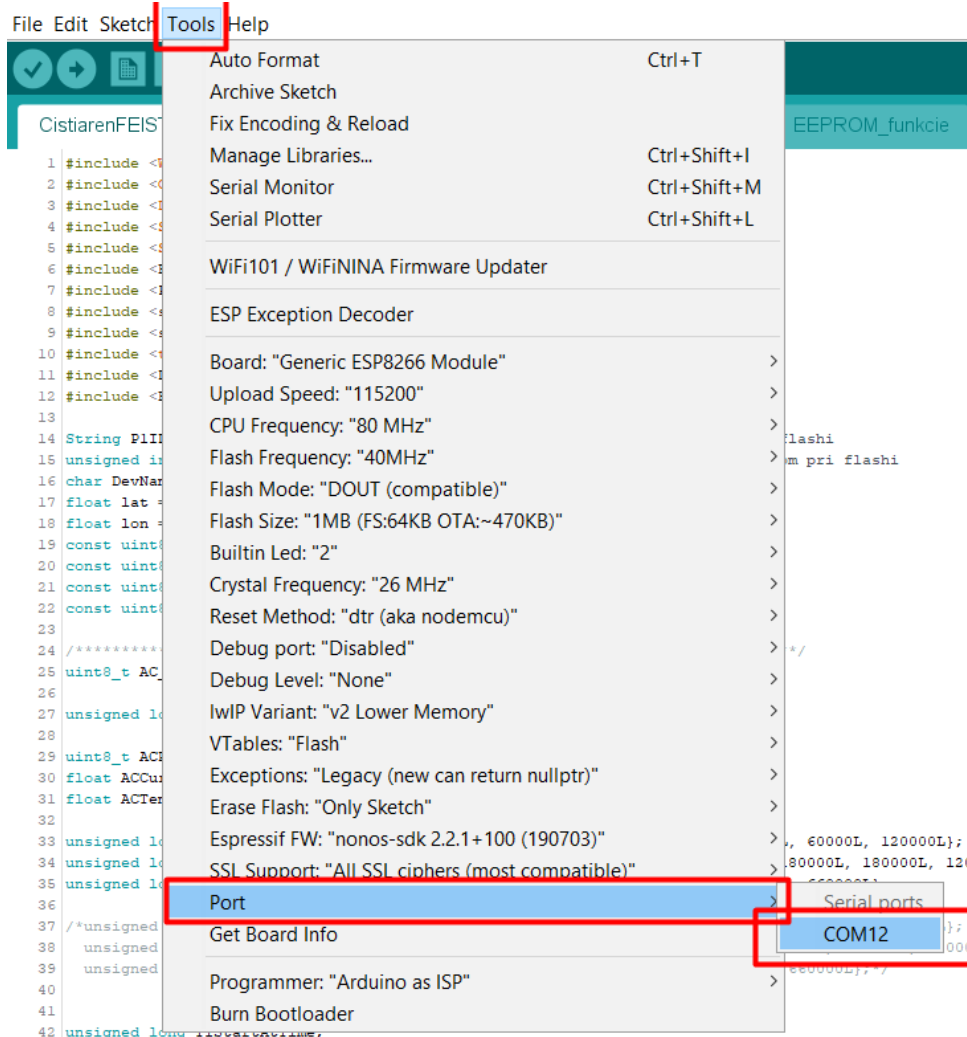 File Edit Sketch Tools Help
Auto Format Ctrl+T
Archive Sketch
Fix Encoding & Reload
Manage Libraries... Ctrl+Shift+I
Serial Monitor Ctrl+Shift+M
Serial Plotter Ctrl+Shift+L
WiFi101 / WiFiNINA Firmware Updater
ESP Exception Decoder
Board: "Generic ESP8266 Module"
Upload Speed: "115200"
CPU Frequency: "80 MHz"
Flash Frequency: "40MHz"
Flash Mode: "DOUT (compatible)"
Flash Size: "1MB (FS:64KB OTA:~470KB)"
Builtin Led: "2"
Crystal Frequency: "26 MHz"
Reset Method: "dtr (aka nodemcu)"
Debug port: "Disabled"
Debug Level: "None"
lwIP Variant: "v2 Lower Memory"
VTables: "Flash"
Exceptions: "Legacy (new can return nullptr)"
Erase Flash: "Only Sketch"
Espressif FW: "nonos-sdk 2.2.1+100 (190703)"
SSL Support: "All SSL ciphers (most compatible)"
Port
Get Board Info
Programmer: "Arduino as ISP"
Burn Bootloader
Serial ports
COM12
CistiarenFEIS
EEPROM_funkcie
1 #include <
2 #include <
3 #include <
4 #include <
5 #include <
6 #include <
7 #include <
8 #include <
9 #include <
10 #include <
11 #include <
12 #include <
13
14 String flashi
15 unsigned pri flashi
16 char
17 float lat =
18 float lon =
19 const
20 const
21 const
22 const
23
24 /********** **/
25 uint8_t
26
27 unsigned
28
29 uint8_t
30 float
31 float
32
33 unsigned 60000L, 120000L};
34 unsigned 180000L,
35 unsigned
36
37 /*unsigned };
38 unsigned
39 unsigned 660000L};*/
40
41
42 unsigned long